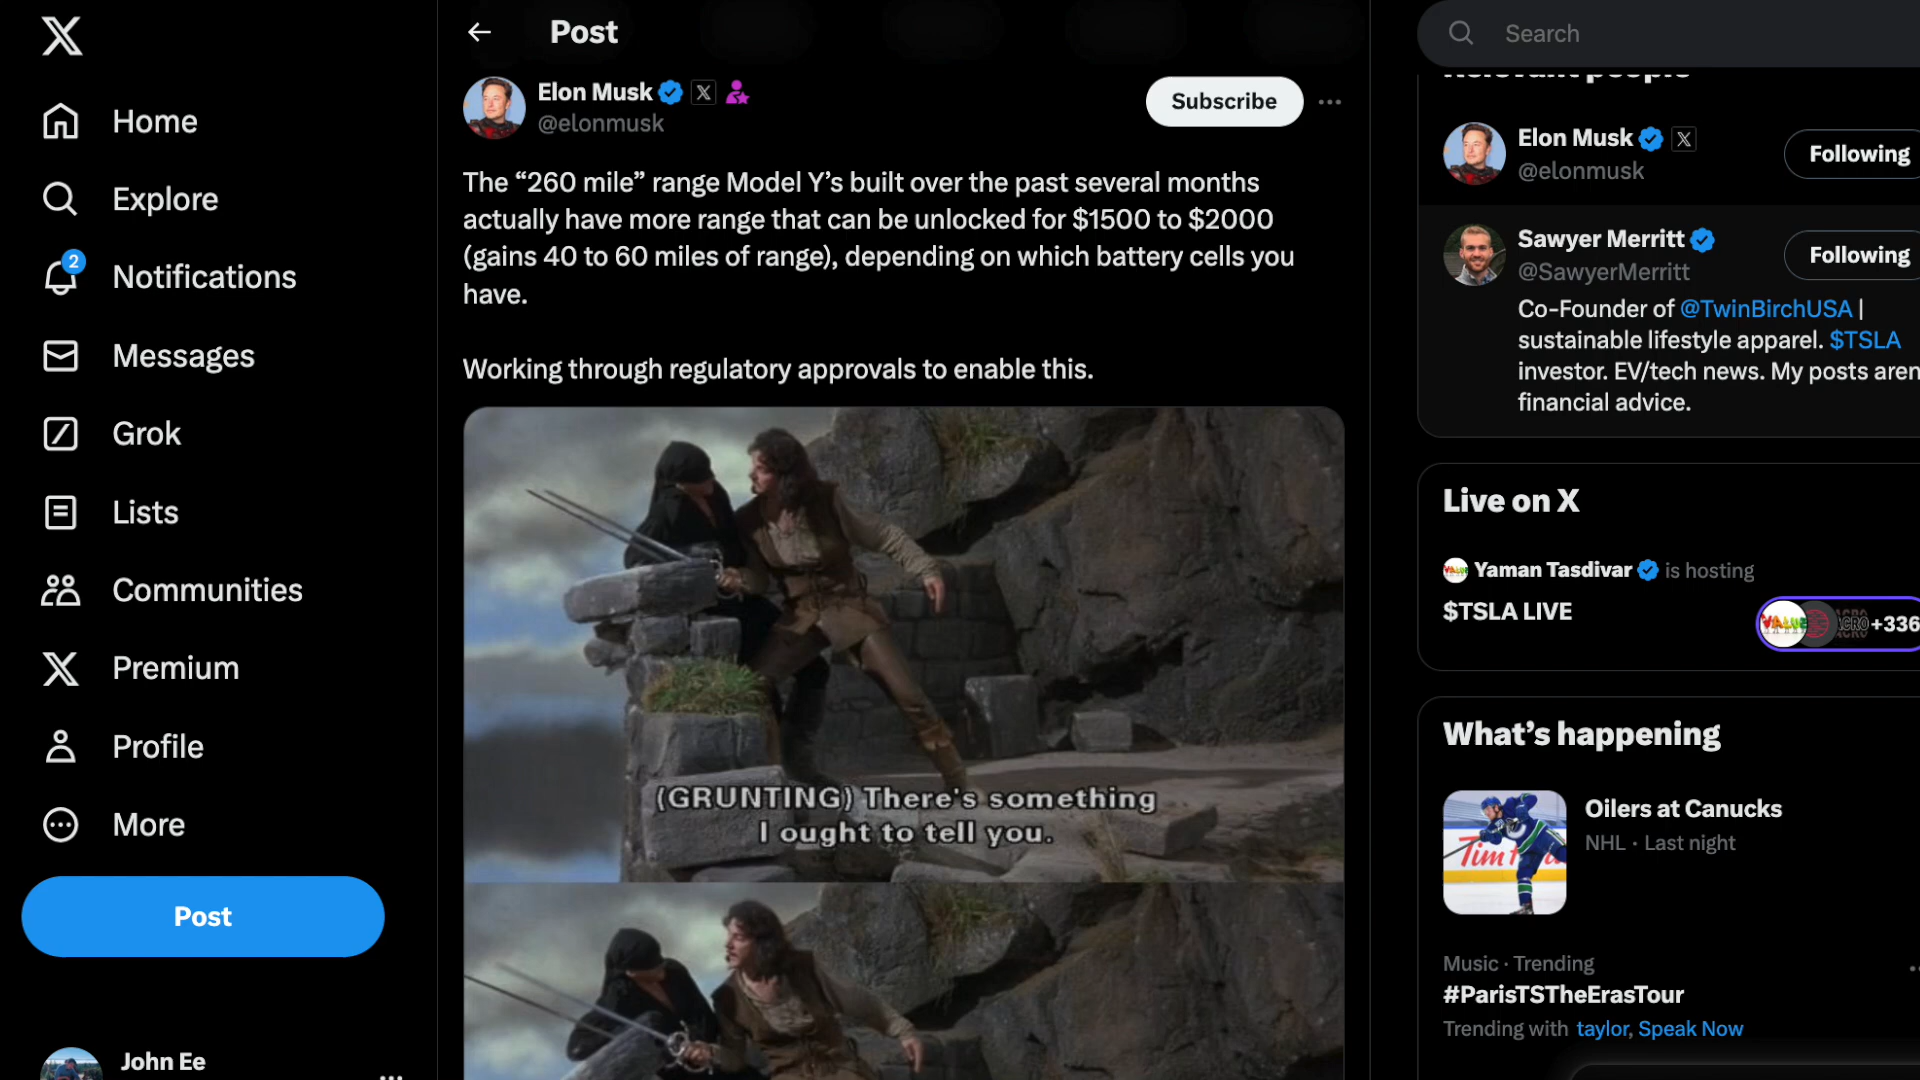 Home
Explore
2
Notifications
Messages
Grok
Lists
Communities
Premium
Profile
More
Post
John Ee
Post
Elon Musk
@elonmusk
Subscribe
The “260 mile” range Model Y’s built over the past several months
actually have more range that can be unlocked for $1500 to $2000
(gains 40 to 60 miles of range), depending on which battery cells you
have.
Working through regulatory approvals to enable this.
(GRUNTING) There's something
I ought to tell you.
Search
Relevant people
Elon Musk
@elonmusk
Following
Sawyer Merritt
@SawyerMerritt
Following
Co-Founder of @TwinBirchUSA |
sustainable lifestyle apparel. $TSLA
investor. EV/tech news. My posts aren
financial advice.
Live on X
Yaman Tasdivar is hosting
$TSLA LIVE
VALUE
ACRO
+336
What’s happening
Oilers at Canucks
NHL · Last night
Tim
Music · Trending
#ParisTSTheErasTour
Trending with taylor, Speak Now